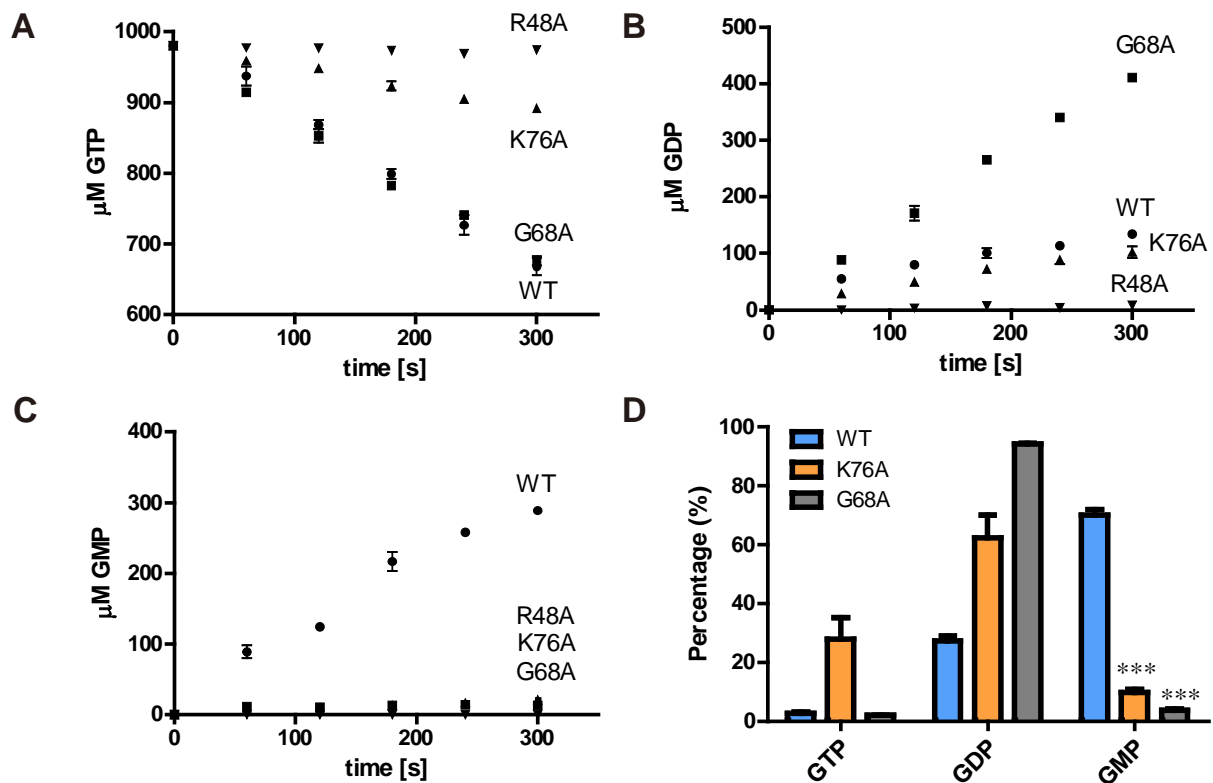 A
μM GTP
1000
900
800
700
600
R48A
K76A
G68A
WT
0
100
200
300
time [s]
B
μM GDP
500
400
300
200
100
0
G68A
WT
K76A
R48A
0
100
200
300
time [s]
C
μM GMP
400
300
200
100
0
WT
R48A
K76A
G68A
0
100
200
300
time [s]
D
Percentage (%)
100
80
60
40
20
0
WT
K76A
G68A
***
***
GTP
GDP
GMP